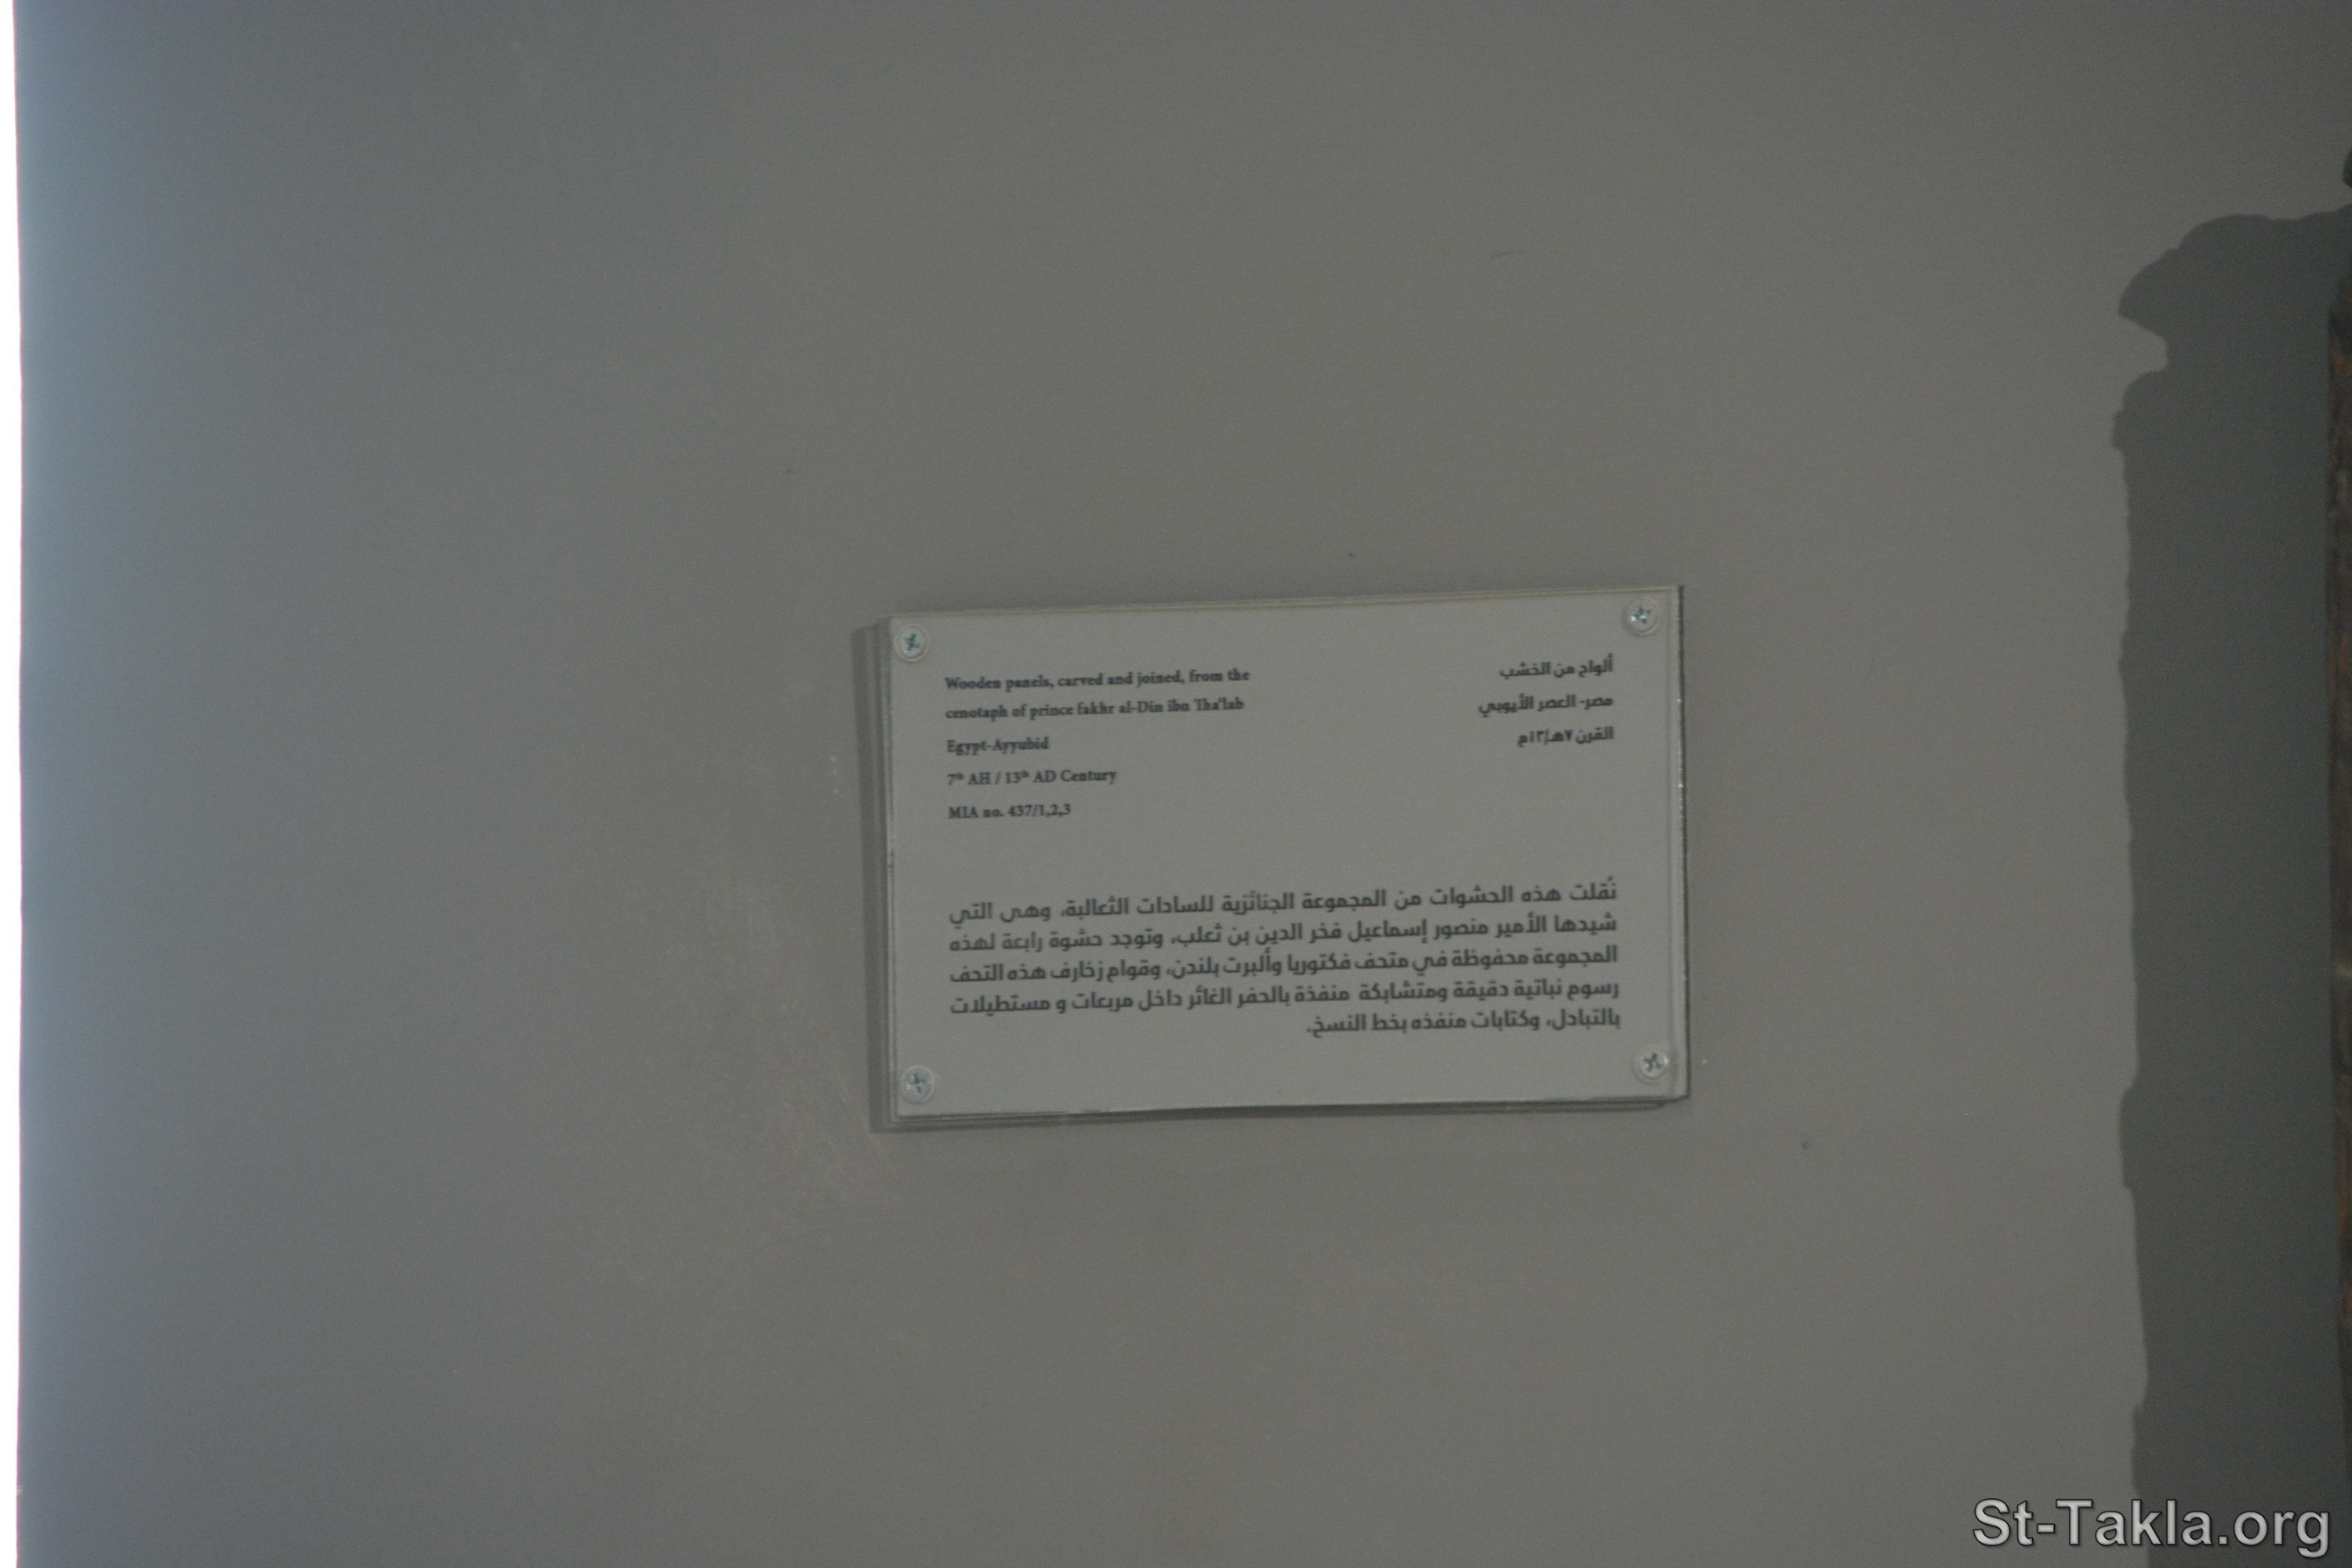 Wooden panels, carved and joined, from the
cenotaph of prince fakhr al-Din ibn Tha'lab
Egypt-Ayyubid
7th AH / 13th AD Century
MIA no. 437/1,2,3
ألواح من الخشب
مصر- العصر الأيوبي
القرن ٧هـ/١٣م
نُقلت هذه الحشوات من المجموعة الجنائزية للسادات الثعالبة، وهى التي
شيدها الأمير منصور إسماعيل فخر الدين بن ثعلب، وتوجد حشوة رابعة لهذه
المجموعة محفوظة في متحف فكتوريا وألبرت بلندن، وقوام زخارف هذه التحف
رسوم نباتية دقيقة ومتشابكة منفذة بالحفر الغائر داخل مربعات و مستطيلات
بالتبادل، وكتابات منفذه بخط النسخ.
St-Takla.org